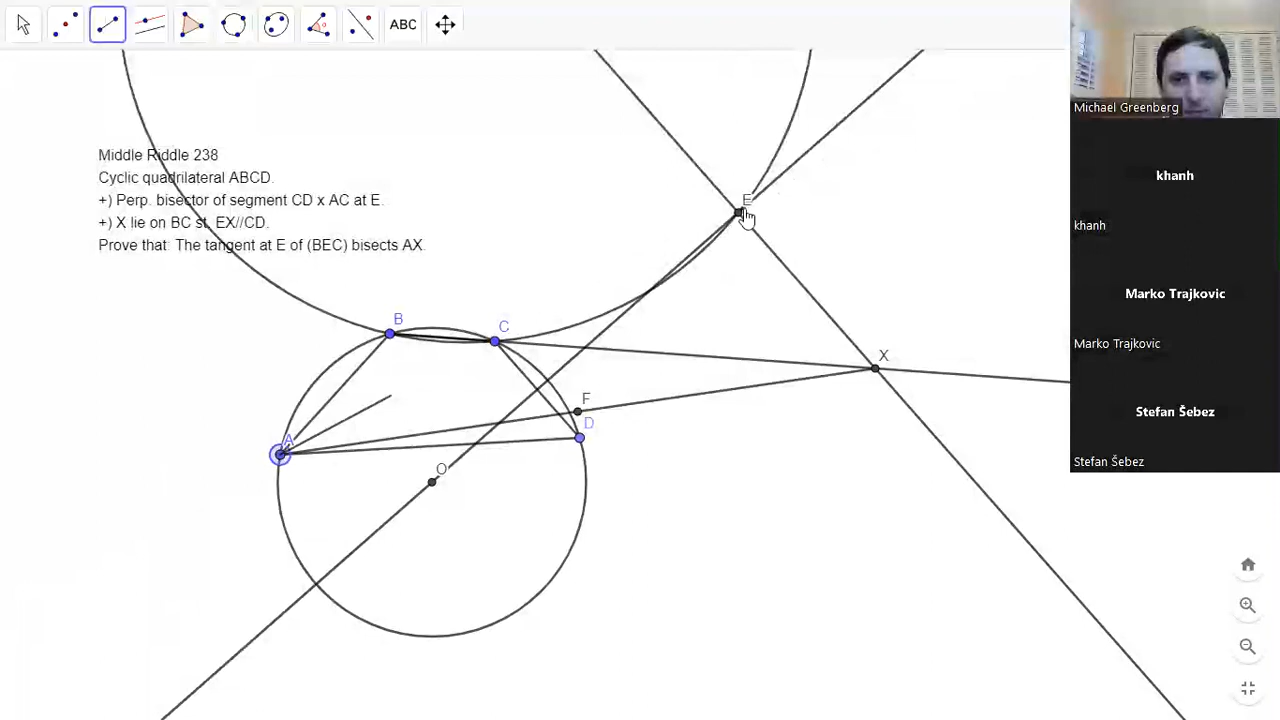 ABC
Michael Greenberg
khanh
khanh
Marko Trajkovic
Marko Trajkovic
Stefan Šebez
Stefan Šebez
Middle Riddle 238
Cyclic quadrilateral ABCD.
+) Perp. bisector of segment CD x AC at E.
+) X lie on BC st. EX//CD.
Prove that: The tangent at E of (BEC) bisects AX.
E
B
C
X
F
D
A
O